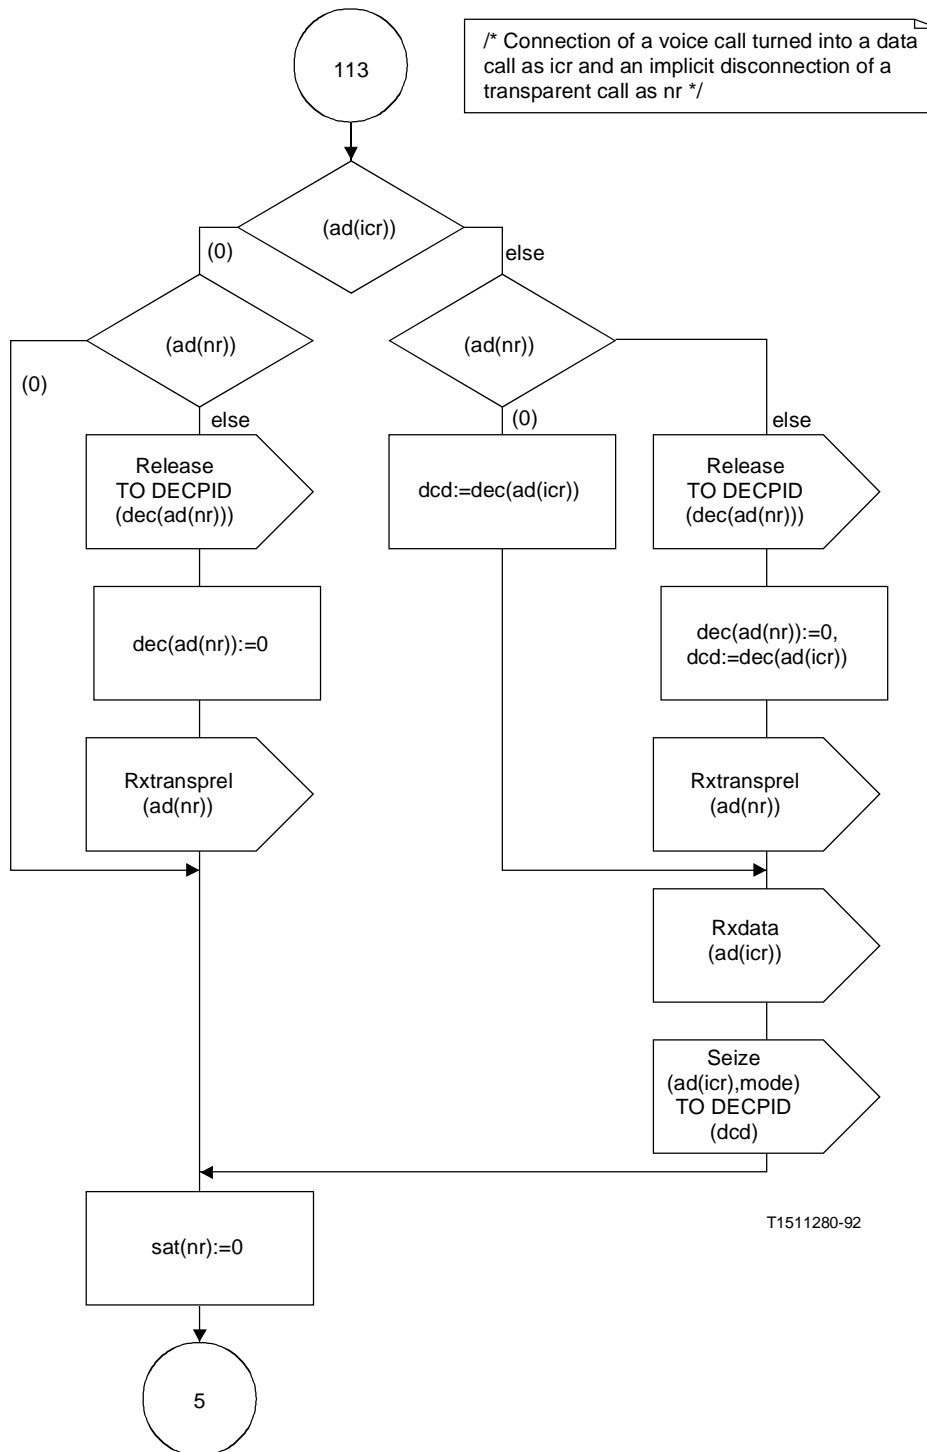 113
/* Connection of a voice call turned into a data
call as icr and an implicit disconnection of a
transparent call as nr */
(ad(icr))
(0)
else
(ad(nr))
(ad(nr))
(0)
else
(0)
else
Release
TO DECPID
(dec(ad(nr)))
dcd:=dec(ad(icr))
Release
TO DECPID
(dec(ad(nr)))
dec(ad(nr)):=0
dec(ad(nr)):=0,
dcd:=dec(ad(icr))
Rxtransprel
(ad(nr))
Rxtransprel
(ad(nr))
Rxdata
(ad(icr))
Seize
(ad(icr),mode)
TO DECPID
(dcd)
T1511280-92
sat(nr):=0
5